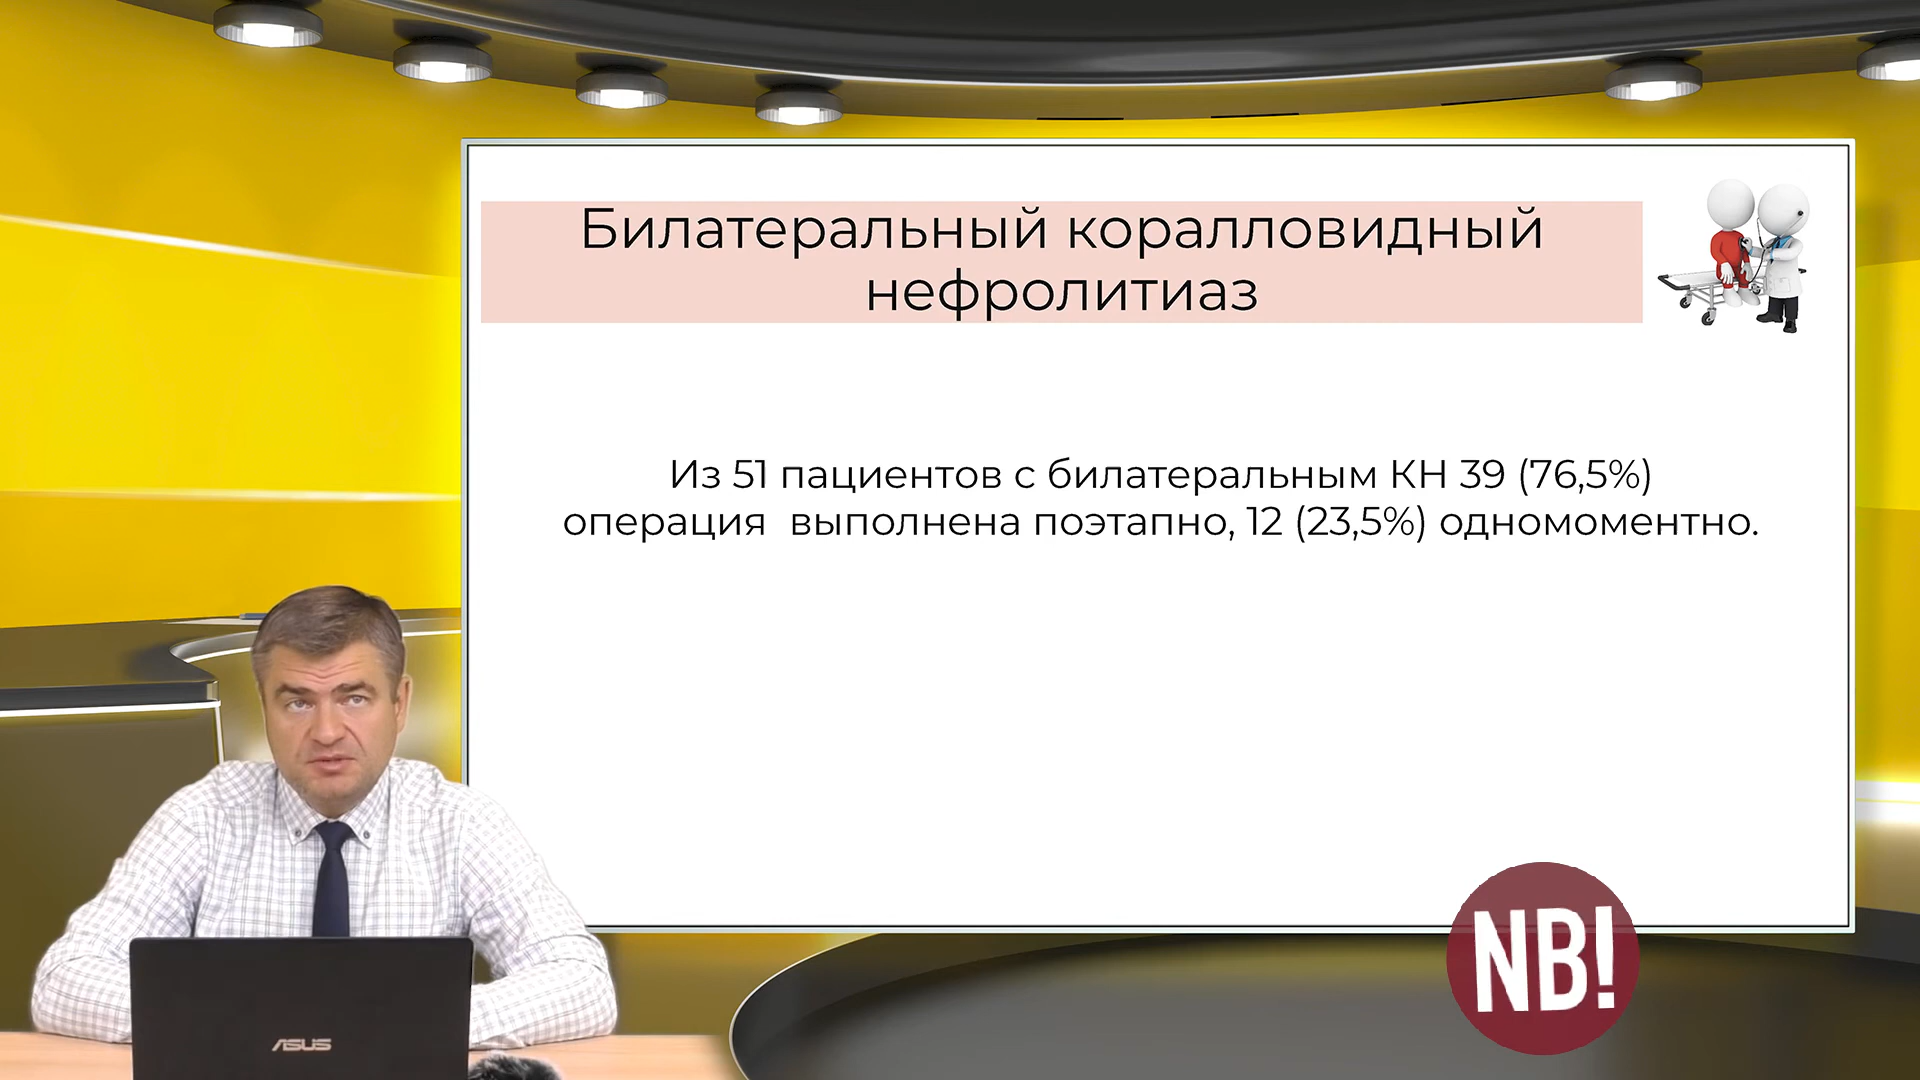 Билатеральный коралловидный
нефролитиаз
Из 51 пациентов с билатеральным КН 39 (76,5%)
операция выполнена поэтапно, 12 (23,5%) одномоментно.
NB!
ASUS